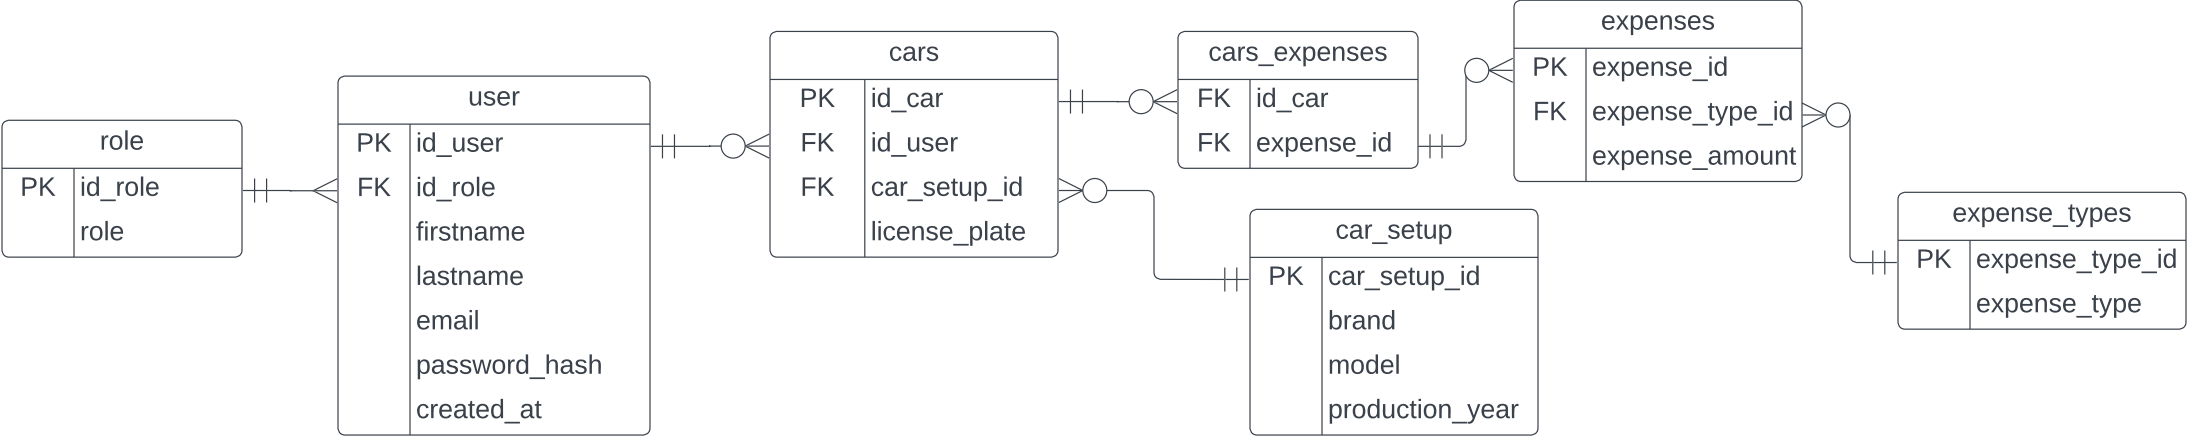 role
PK id_role
role
user
PK id_user
FK id_role
firstname
lastname
email
password_hash
created_at
cars
PK id_car
FK id_user
FK car_setup_id
license_plate
cars_expenses
FK id_car
FK expense_id
car_setup
PK car_setup_id
brand
model
production_year
expenses
PK expense_id
FK expense_type_id
expense_amount
expense_types
PK expense_type_id
expense_type